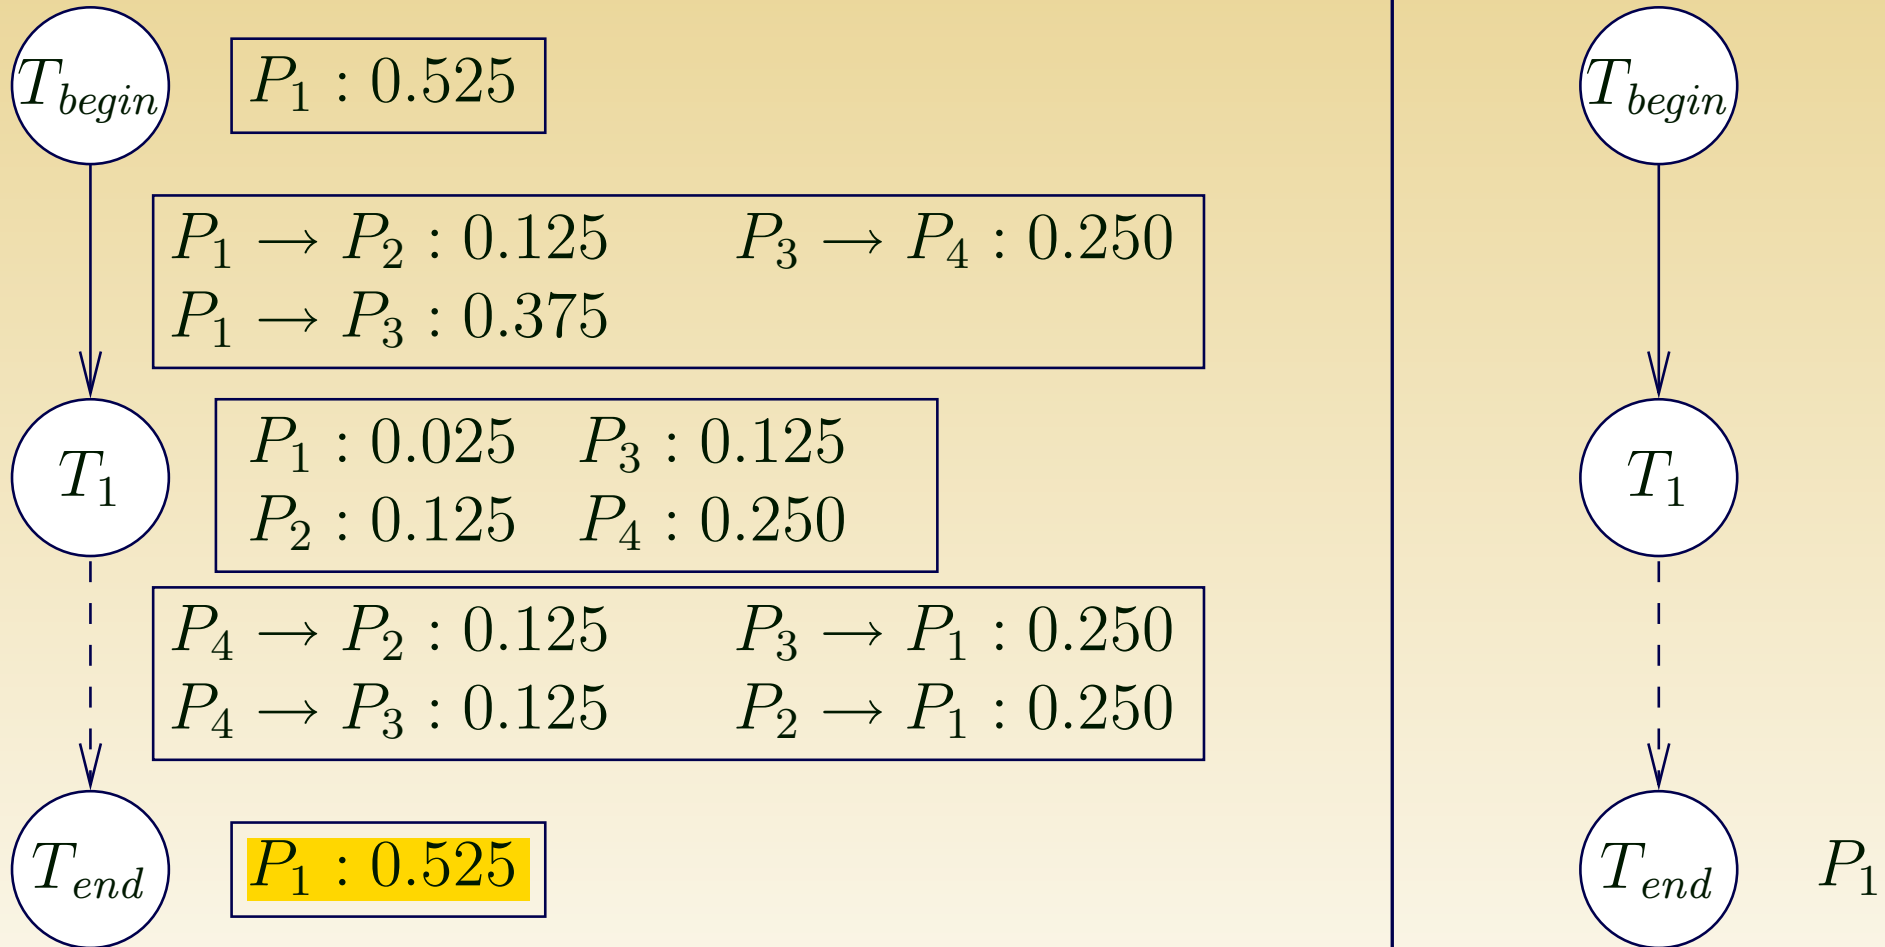 T_begin
P_1 : 0.525
P_1 → P_2 : 0.125 P_3 → P_4 : 0.250
P_1 → P_3 : 0.375
T_1
P_1 : 0.025 P_3 : 0.125
P_2 : 0.125 P_4 : 0.250
P_4 → P_2 : 0.125 P_3 → P_1 : 0.250
P_4 → P_3 : 0.125 P_2 → P_1 : 0.250
T_end
P_1 : 0.525
T_begin
T_1
T_end P_1